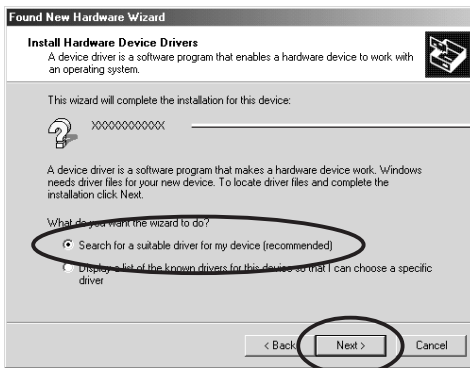 Found New Hardware Wizard
Install Hardware Device Drivers
A device driver is a software program that enables a hardware device to work with
an operating system.
This wizard will complete the installation for this device:
XXXXXXXXXXX
A device driver is a software program that makes a hardware device work. Windows
needs driver files for your new device. To locate driver files and complete the
installation click Next.
What do you want the wizard to do?
Search for a suitable driver for my device (recommended)
Display a list of the known drivers for this device so that I can choose a specific
driver
< Back Next > Cancel